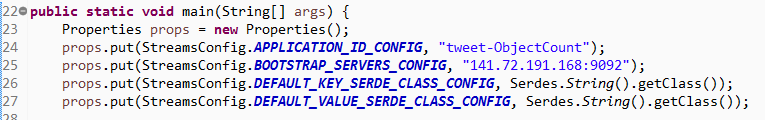 22 public static void main(String[] args) {
23 Properties props = new Properties();
24 props.put(StreamsConfig.APPLICATION_ID_CONFIG, "tweet-ObjectCount");
25 props.put(StreamsConfig.BOOTSTRAP_SERVERS_CONFIG, "141.72.191.168:9092");
26 props.put(StreamsConfig.DEFAULT_KEY_SERDE_CLASS_CONFIG, Serdes.String().getClass());
27 props.put(StreamsConfig.DEFAULT_VALUE_SERDE_CLASS_CONFIG, Serdes.String().getClass());
28